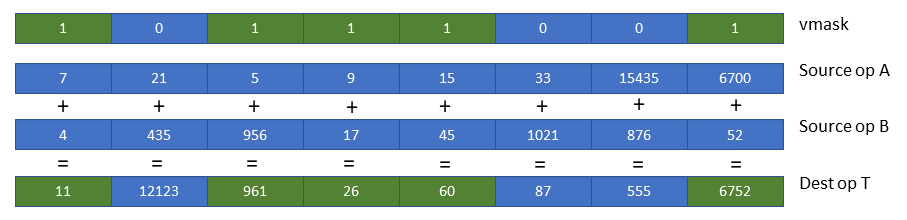 1 0 1 1 1 0 0 1 vmask
7 21 5 9 15 33 15435 6700 Source op A
+ + + + + + + +
4 435 956 17 45 1021 876 52 Source op B
= = = = = = = =
11 12123 961 26 60 87 555 6752 Dest op T